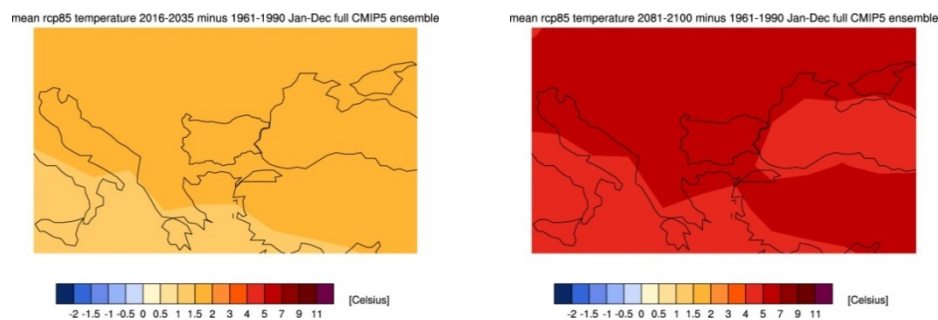 mean rcp85 temperature 2016-2035 minus 1961-1990 Jan-Dec full CMIP5 ensemble
-2 -1.5 -1 -0.5 0 0.5 1 1.5 2 3 4 5 7 9 11
[Celsius]
mean rcp85 temperature 2081-2100 minus 1961-1990 Jan-Dec full CMIP5 ensemble
-2 -1.5 -1 -0.5 0 0.5 1 1.5 2 3 4 5 7 9 11
[Celsius]